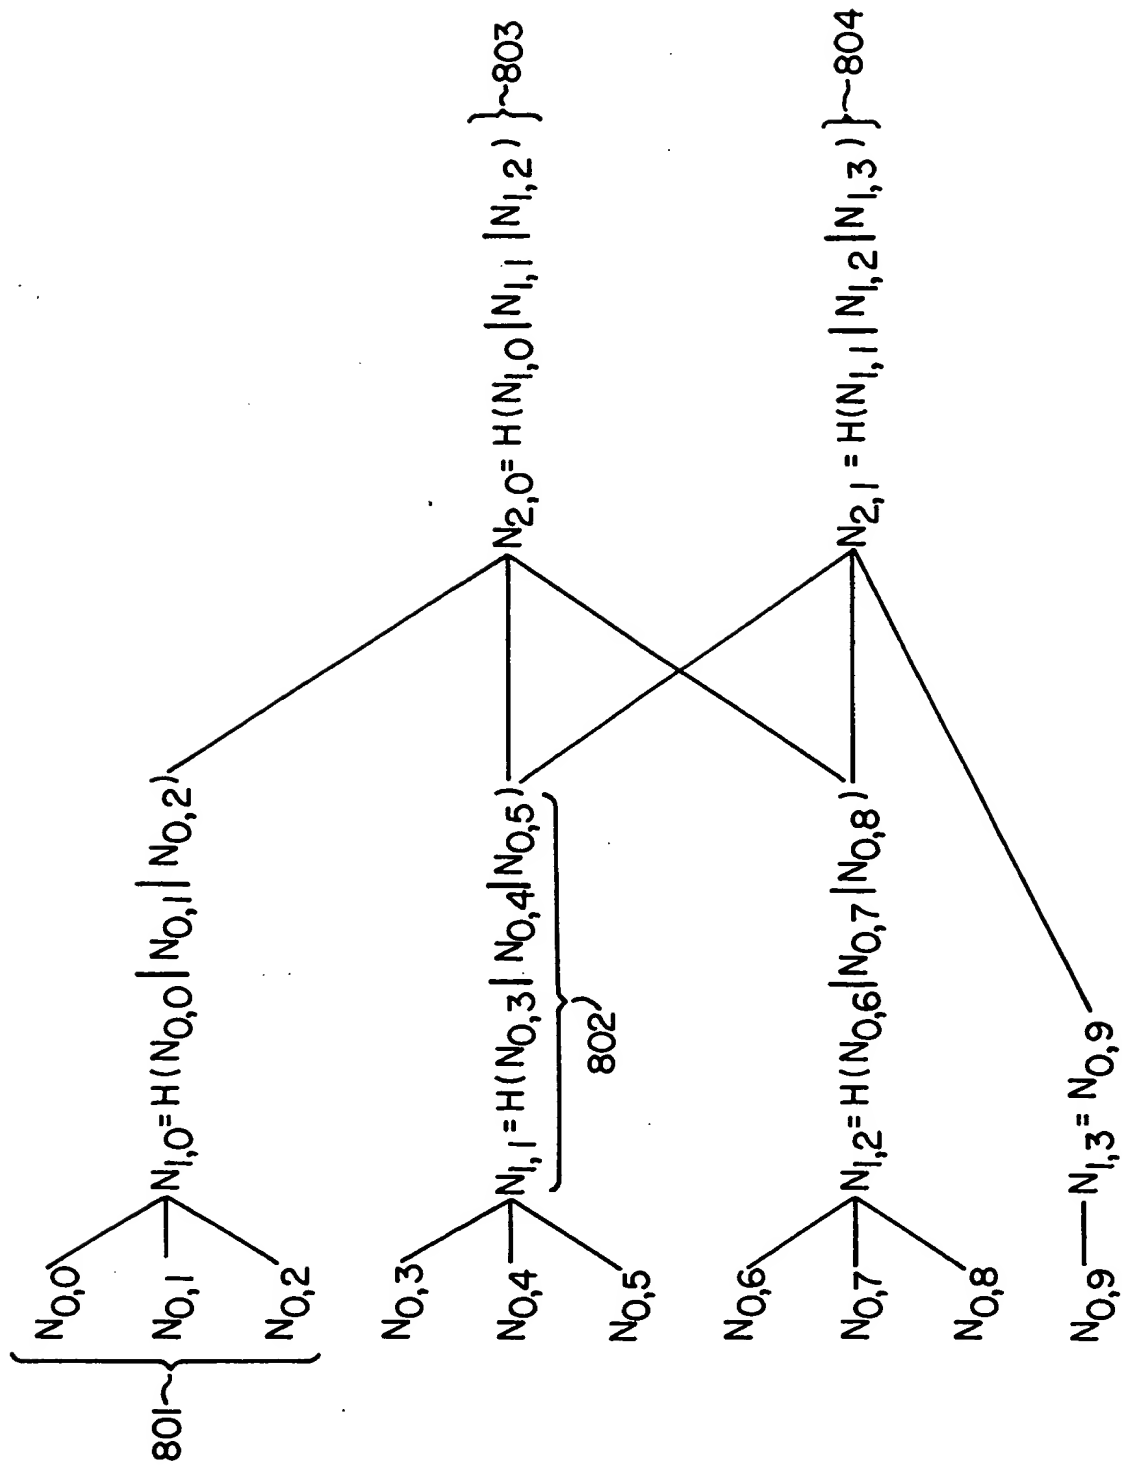 N0,0
801
N0,1
N1,0 = H(N0,0 | N0,1 | N0,2)
N0,2
N0,3
N0,4
N1,1 = H(N0,3 | N0,4 | N0,5)
N2,0 = H(N1,0 | N1,1 | N1,2)
803
N0,5
802
N0,6
N0,7
N1,2 = H(N0,6 | N0,7 | N0,8)
N2,1 = H(N1,1 | N1,2 | N1,3)
804
N0,8
N0,9
N1,3 = N0,9